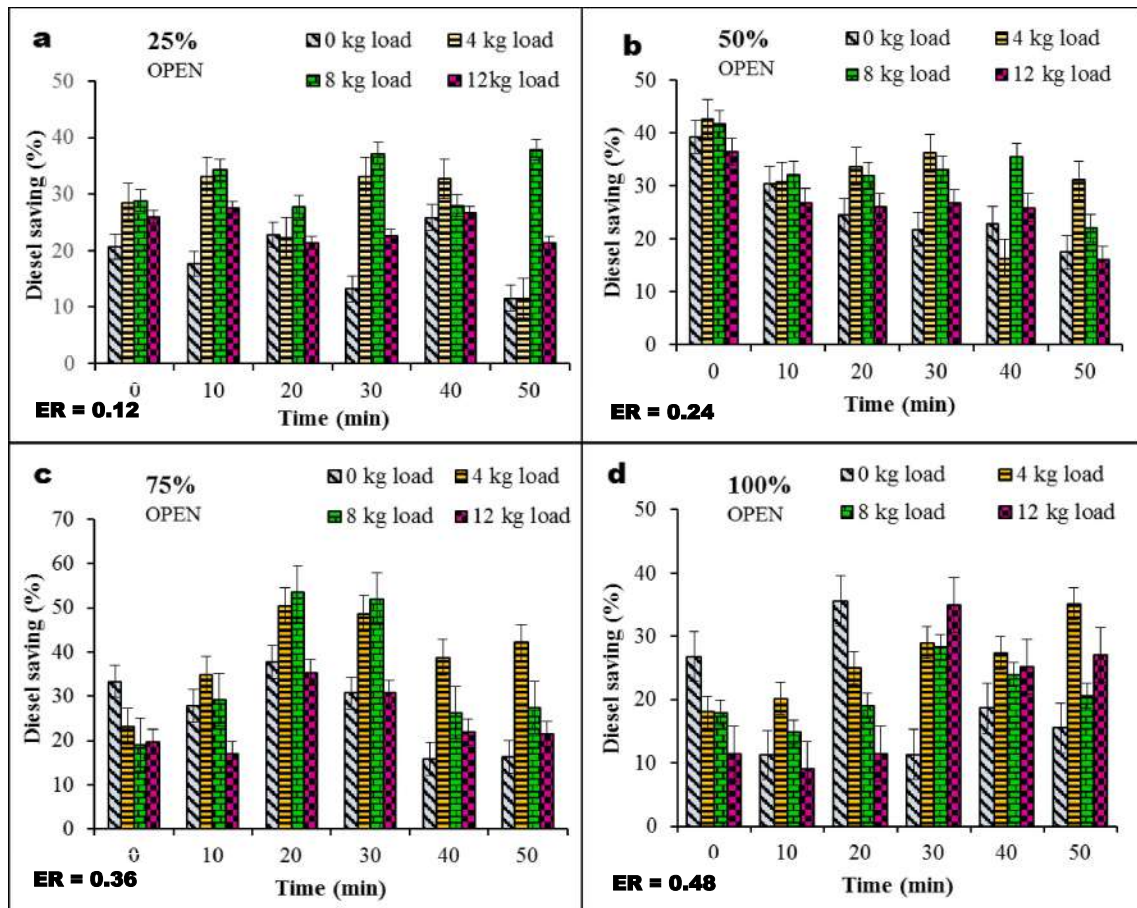 a
25%
OPEN
0 kg load
4 kg load
8 kg load
12kg load
Diesel saving (%)
50
40
30
20
10
0
0 10 20 30 40 50
ER = 0.12
Time (min)
b
50%
OPEN
0 kg load
4 kg load
8 kg load
12 kg load
Diesel saving (%)
50
40
30
20
10
0
0 10 20 30 40 50
ER = 0.24
Time (min)
c
75%
OPEN
0 kg load
4 kg load
8 kg load
12 kg load
Diesel saving (%)
70
60
50
40
30
20
10
0
0 10 20 30 40 50
ER = 0.36
Time (min)
d
100%
OPEN
0 kg load
4 kg load
8 kg load
12 kg load
Diesel saving (%)
50
40
30
20
10
0
0 10 20 30 40 50
ER = 0.48
Time (min)